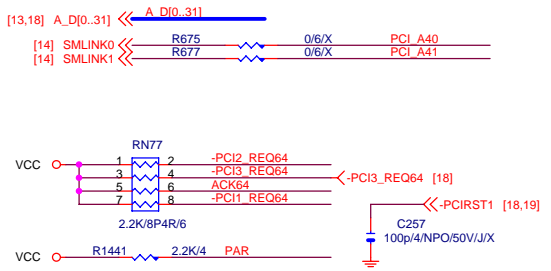 [13,18] A_D[0..31] A_D[0..31]
[14] SMLINK0 R675 0/6/X PCI_A40
[14] SMLINK1 R677 0/6/X PCI_A41
RN77
VCC 1 2 -PCI2_REQ64
3 4 -PCI3_REQ64 -PCI3_REQ64 [18]
5 6 ACK64
7 8 -PCI1_REQ64
2.2K/8P4R/6
-PCIRST1 [18,19]
C257
100p/4/NPO/50V/J/X
VCC R1441 2.2K/4 PAR